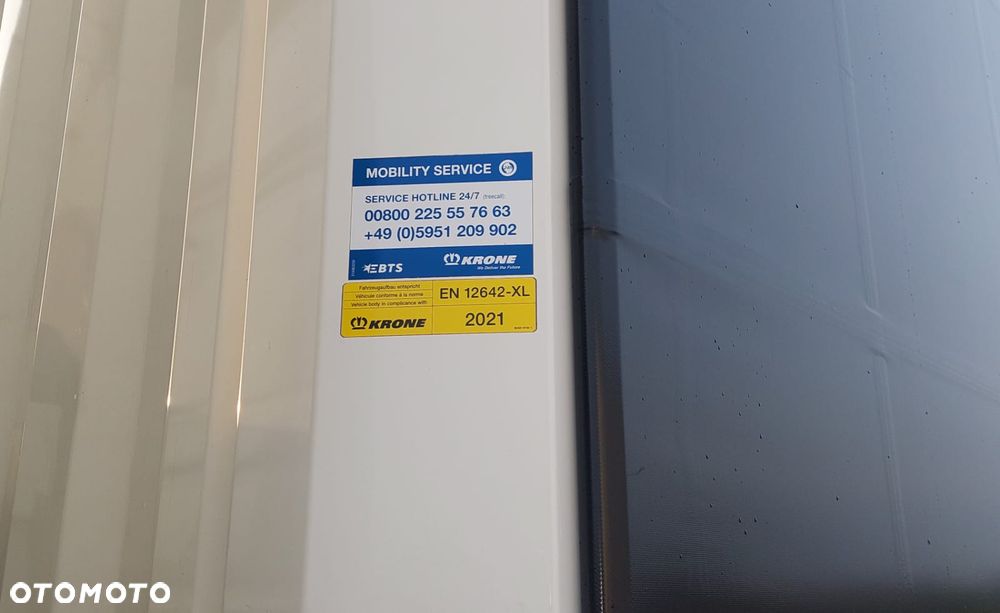 MOBILITY SERVICE
SERVICE HOTLINE 24/7 (freecall):
00800 225 55 76 63
+49 (0)5951 209 902
EBTS
KRONE
We Deliver the Future
Fahrzeugaufbau entspricht
Véhicule conforme à la norme
Vehicle body in complicance with
EN 12642-XL
KRONE
2021
OTOMOTO